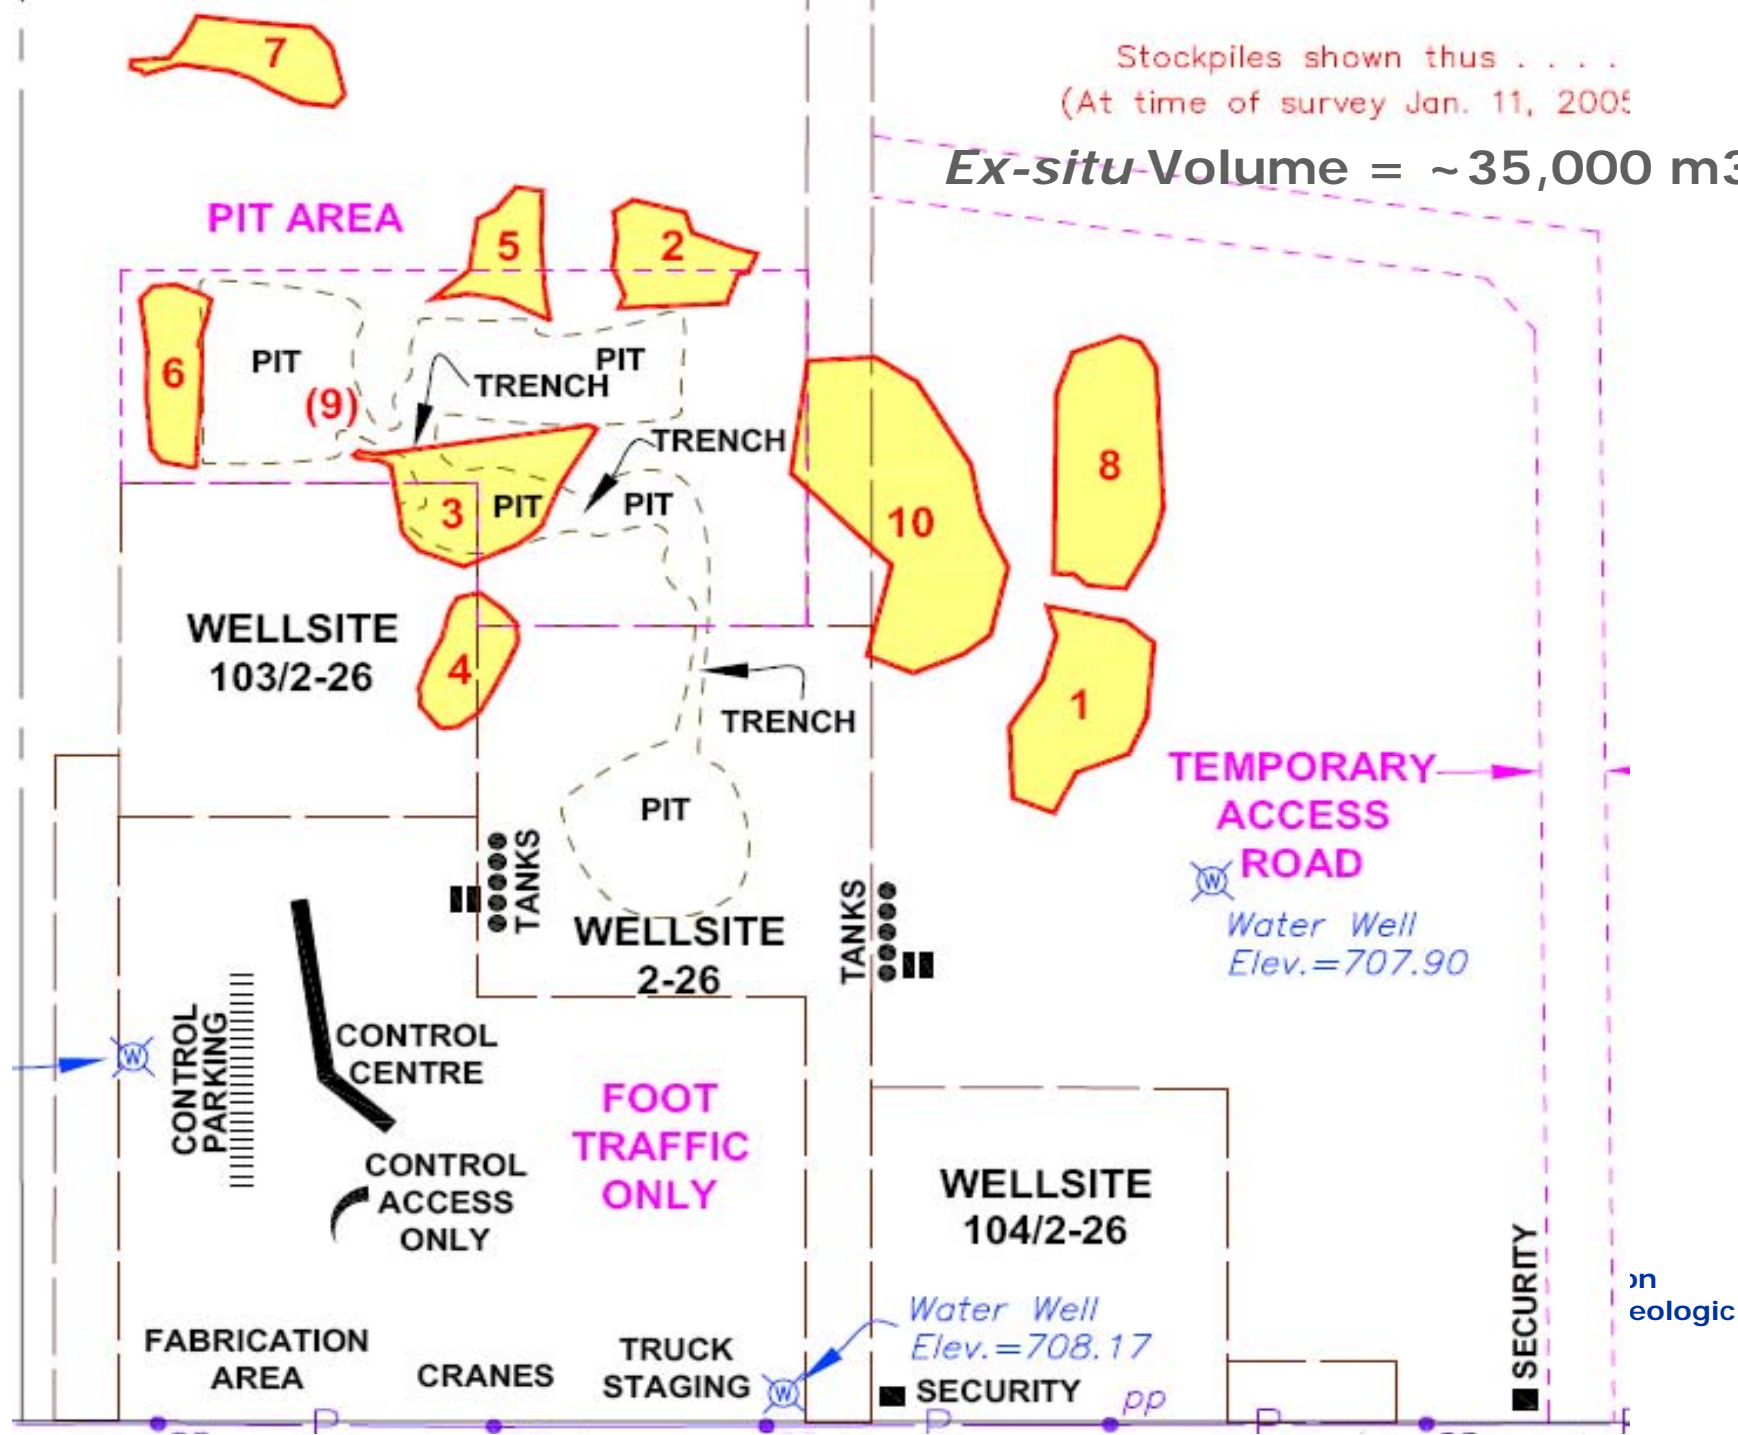 7
Stockpiles shown thus . . . .
(At time of survey Jan. 11, 2005
Ex-situ Volume = ~35,000 m3
PIT AREA
5
2
6
PIT
PIT
TRENCH
(9)
TRENCH
8
3
PIT
PIT
10
WELLSITE
103/2-26
4
1
TRENCH
TEMPORARY
ACCESS
ROAD
PIT
TANKS
W
Water Well
Elev.=707.90
WELLSITE
2-26
TANKS
CONTROL
PARKING
W
CONTROL
CENTRE
FOOT
TRAFFIC
ONLY
CONTROL
ACCESS
ONLY
WELLSITE
104/2-26
SECURITY
on
eologic
Water Well
Elev.=708.17
FABRICATION
AREA
CRANES
TRUCK
STAGING
W
SECURITY
pp
P
P
P